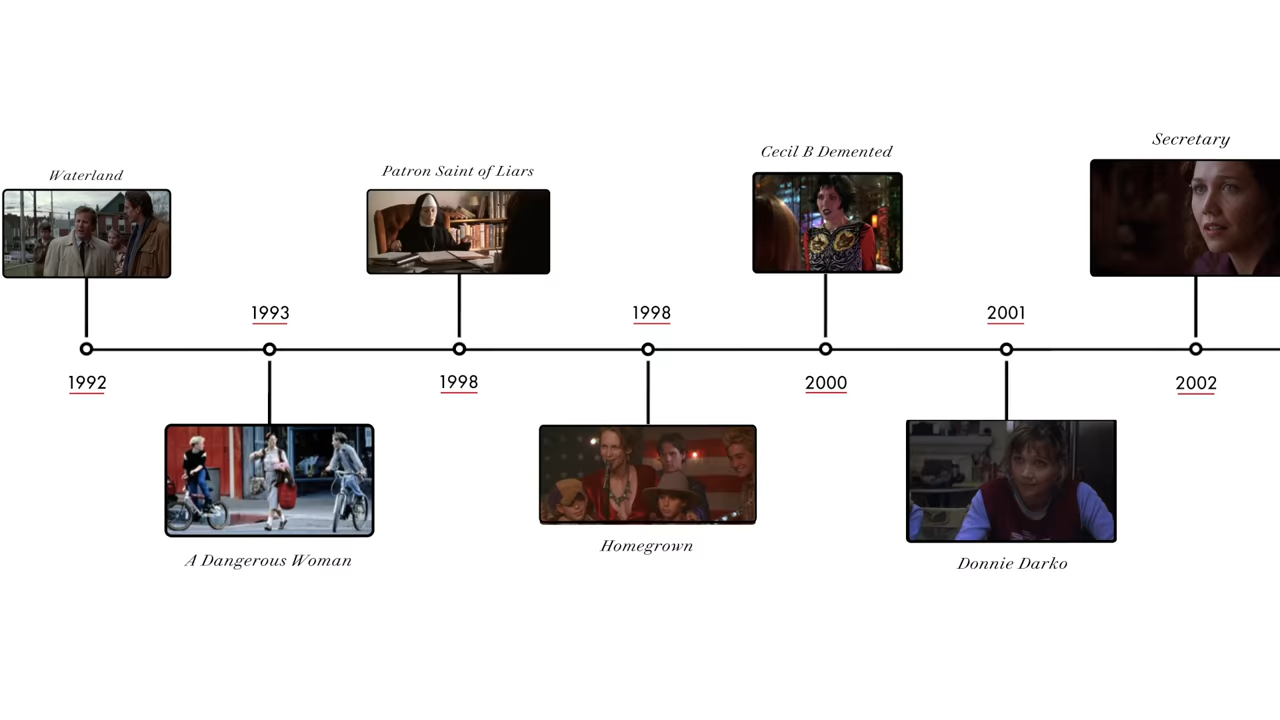 Secretary
Cecil B Demented
Patron Saint of Liars
Waterland
1993
1998
2001
1992
1998
2000
2002
Homegrown
A Dangerous Woman
Donnie Darko